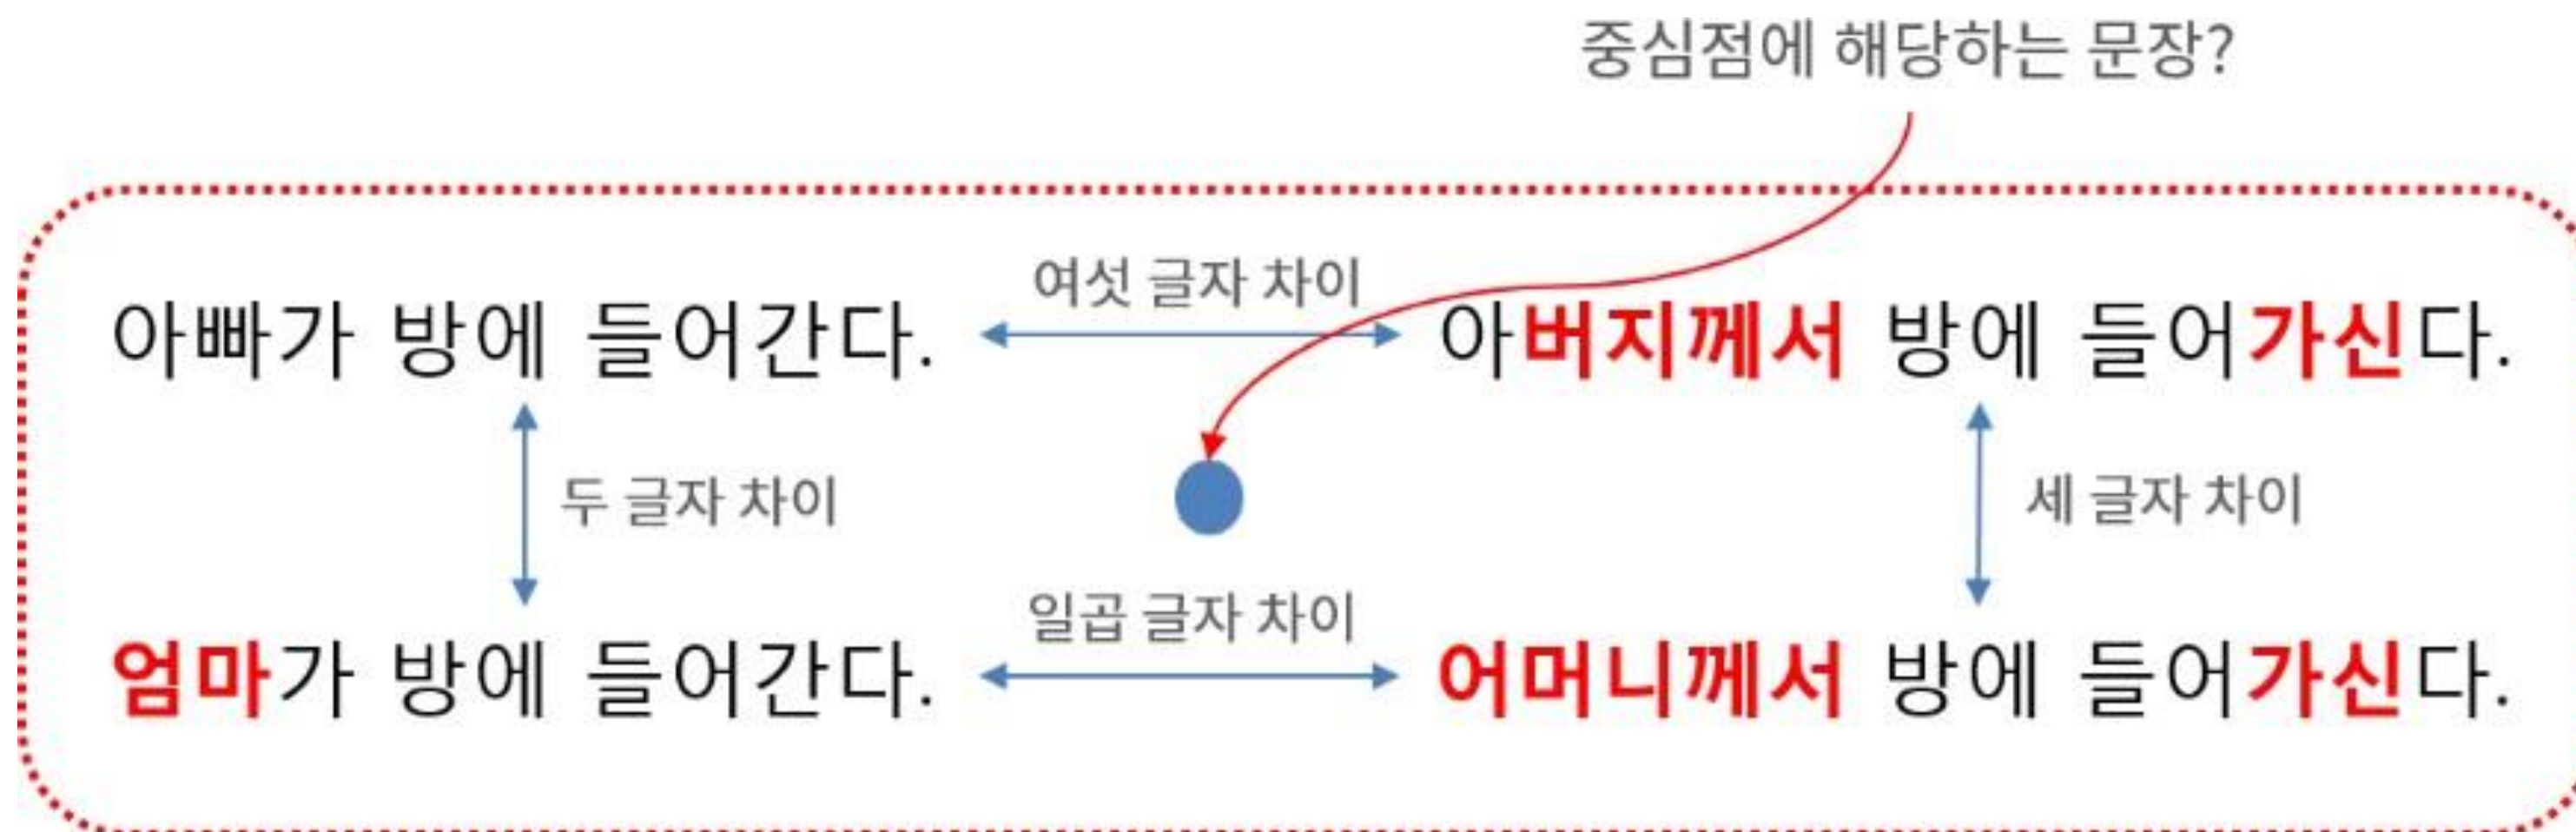 중심점에 해당하는 문장?
여섯 글자 차이
아빠가 방에 들어간다.
아버지께서 방에 들어가신다.
두 글자 차이
세 글자 차이
일곱 글자 차이
엄마가 방에 들어간다.
어머니께서 방에 들어가신다.